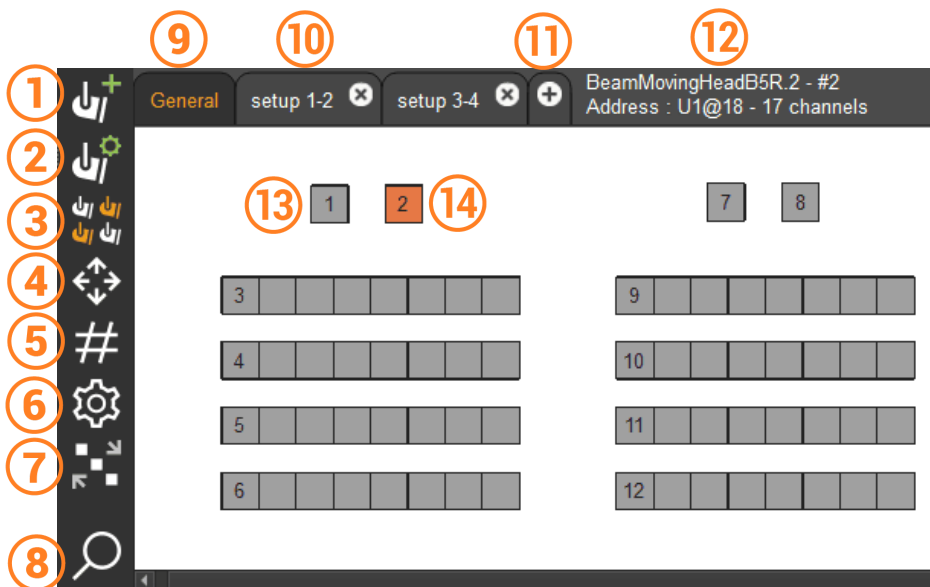 9 10 11 12
1 General setup 1-2 setup 3-4 BeamMovingHeadB5R.2 - #2
Address : U1@18 - 17 channels
2
3 13 1 2 14 7 8
4 3 9
5 4 10
6 5 11
7 6 12
8